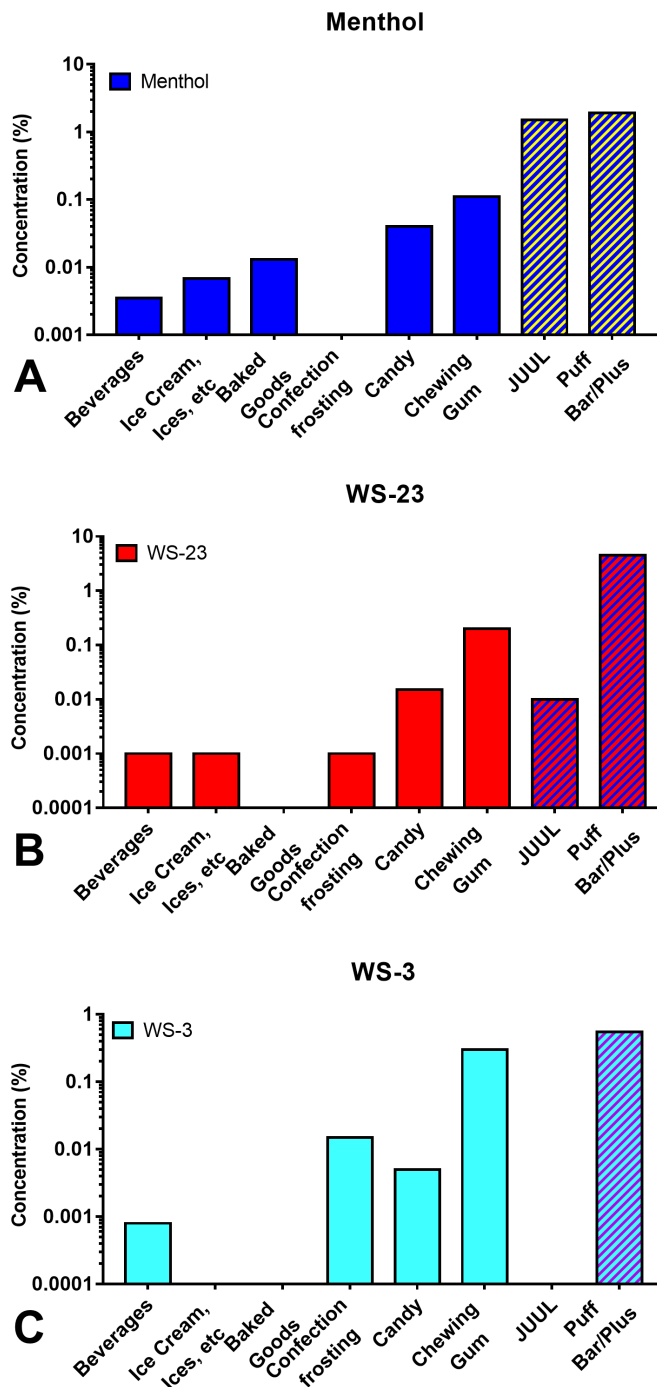 Menthol
Concentration (%)
10
1
0.1
0.01
0.001
Menthol
Beverages
Ice Cream,
Ices, etc
Baked
Goods
Confection
frosting
Candy
Chewing
Gum
JUUL
Puff
Bar/Plus
A
WS-23
Concentration (%)
10
1
0.1
0.01
0.001
0.0001
WS-23
Beverages
Ice Cream,
Ices, etc
Baked
Goods
Confection
frosting
Candy
Chewing
Gum
JUUL
Puff
Bar/Plus
B
WS-3
Concentration (%)
1
0.1
0.01
0.001
0.0001
WS-3
Beverages
Ice Cream,
Ices, etc
Baked
Goods
Confection
frosting
Candy
Chewing
Gum
JUUL
Puff
Bar/Plus
C